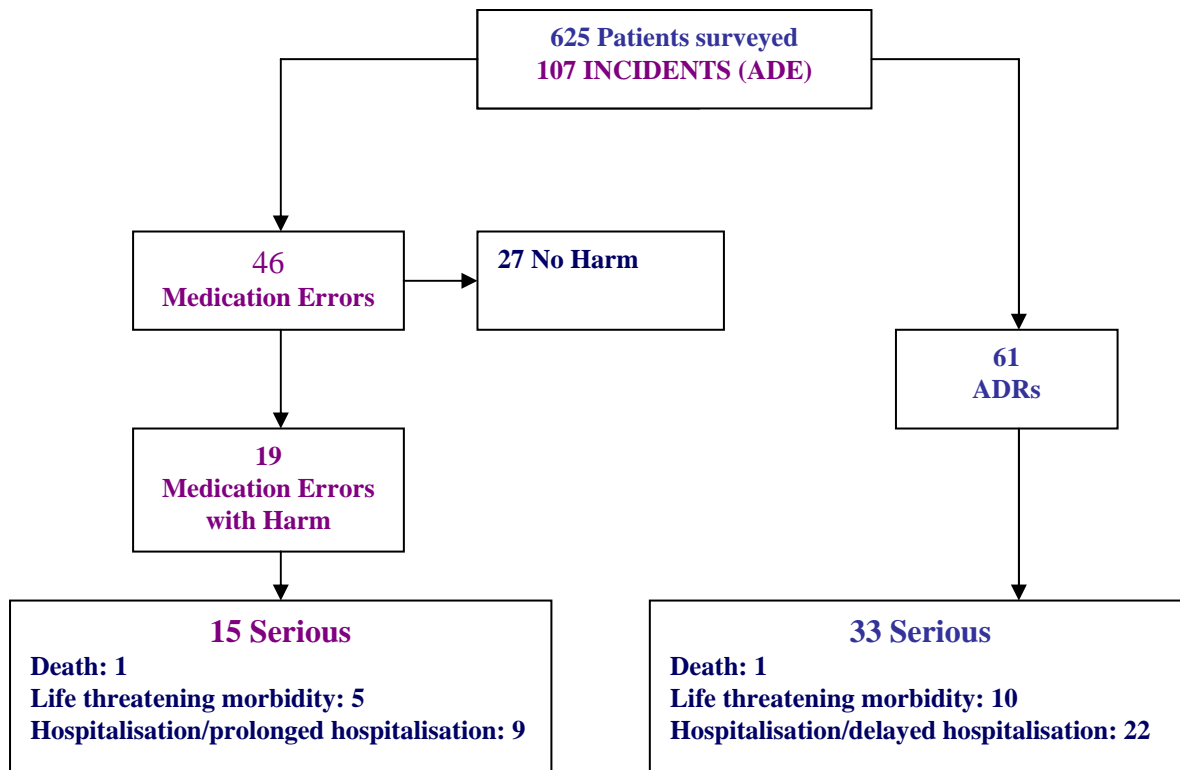 625 Patients surveyed
107 INCIDENTS (ADE)
46
Medication Errors
27 No Harm
61
ADRs
19
Medication Errors
with Harm
15 Serious
Death: 1
Life threatening morbidity: 5
Hospitalisation/prolonged hospitalisation: 9
33 Serious
Death: 1
Life threatening morbidity: 10
Hospitalisation/delayed hospitalisation: 22